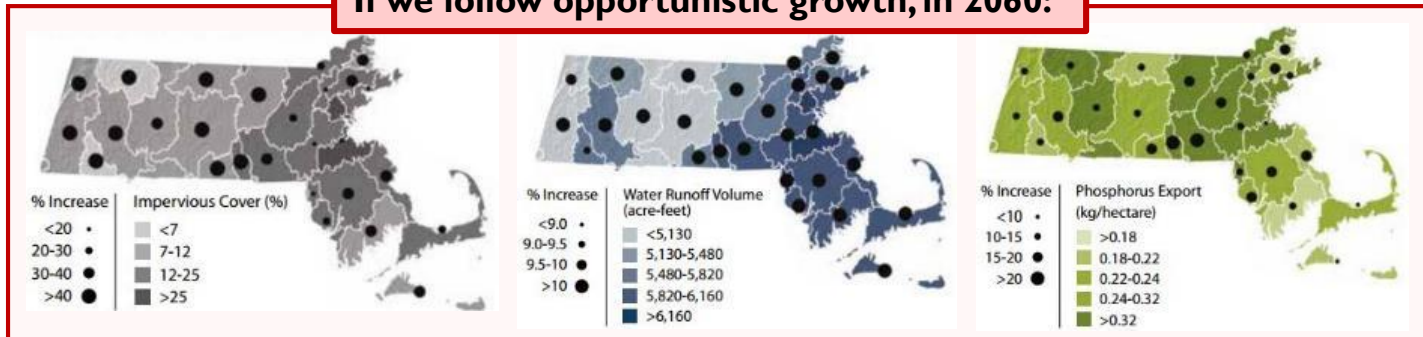 If we follow opportunistic growth, in 2060:
% Increase
<20
20-30
30-40
>40
Impervious Cover (%)
<7
7-12
12-25
>25
% Increase
<9.0
9.0-9.5
9.5-10
>10
Water Runoff Volume
(acre-feet)
<5,130
5,130-5,480
5,480-5,820
5,820-6,160
>6,160
% Increase
<10
10-15
15-20
>20
Phosphorus Export
(kg/hectare)
>0.18
0.18-0.22
0.22-0.24
0.24-0.32
>0.32